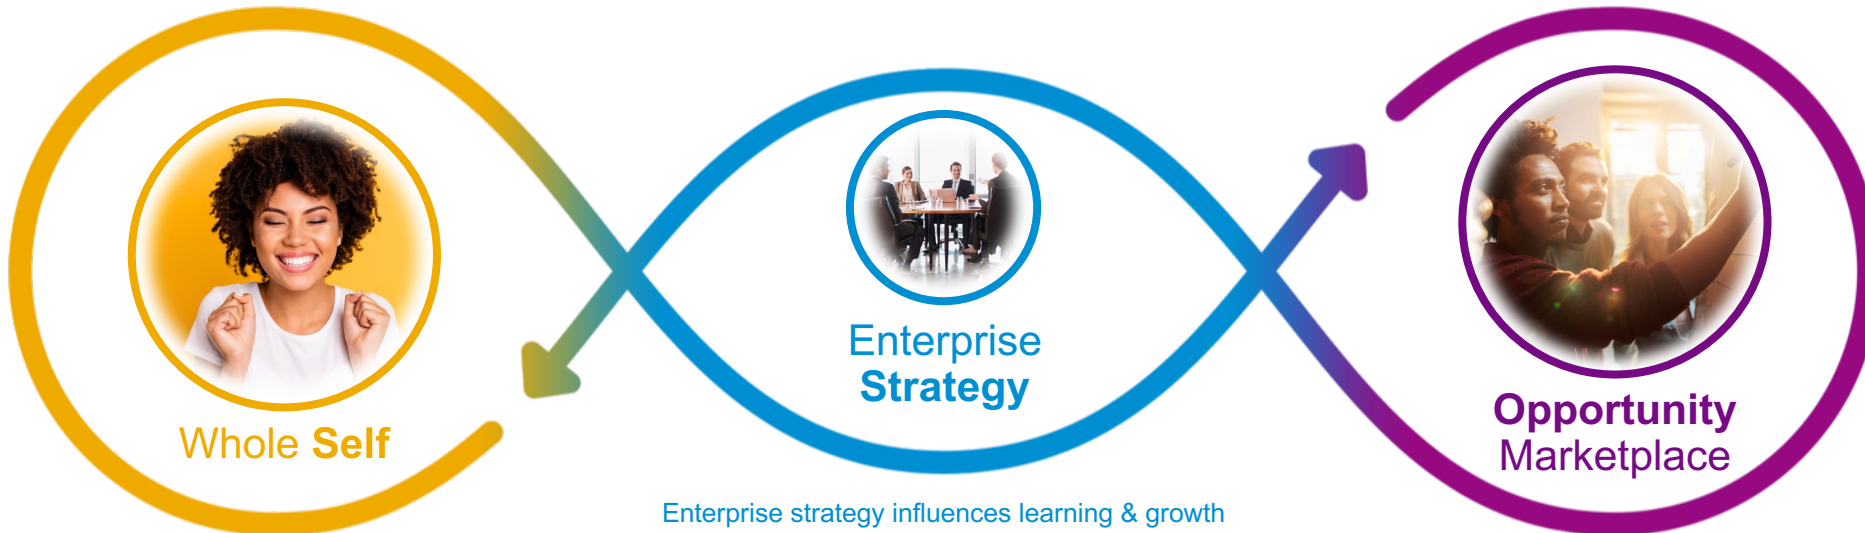 Whole Self
Enterprise
Strategy
Opportunity
Marketplace
Enterprise strategy influences learning & growth